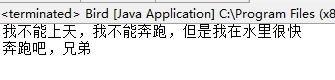 <terminated> Bird [Java Application] C:\Program Files (x8
我不能上天，我不能奔跑，但是我在水里很快
奔跑吧，兄弟